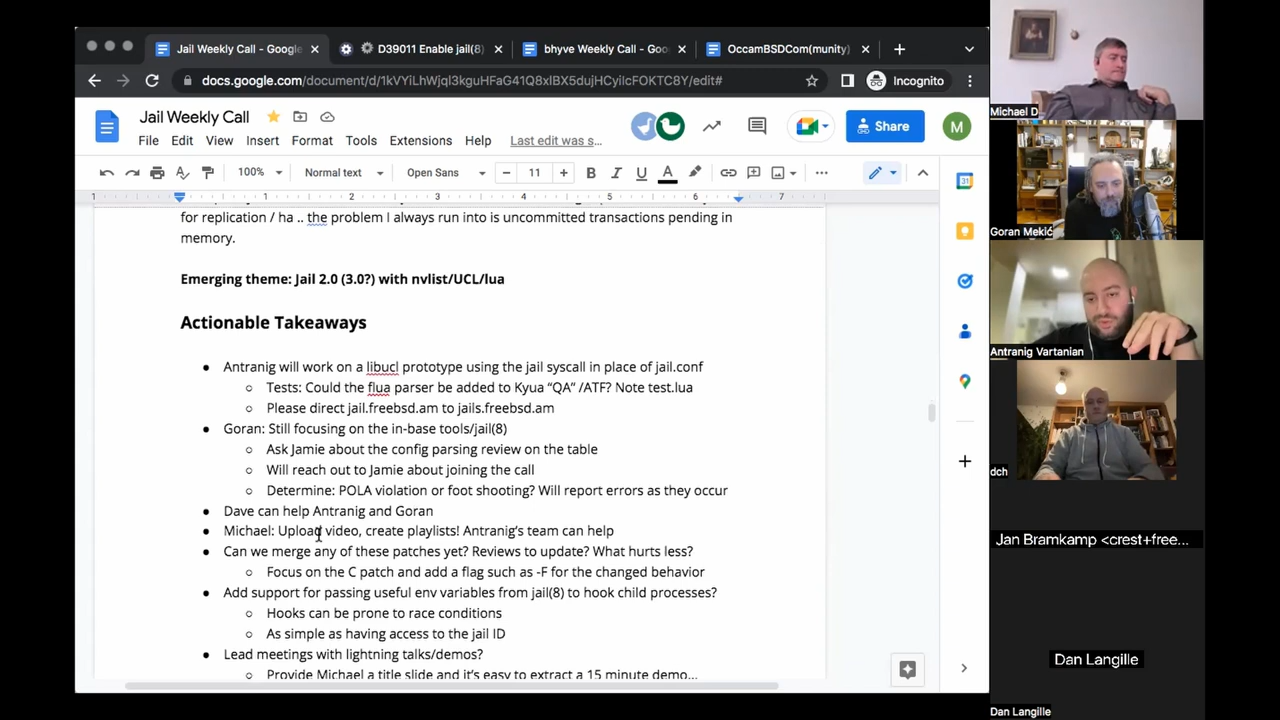 Jail Weekly Call - Google
D39011 Enable jail(8)
bhyve Weekly Call - Goo
OccamBSDCom(munity)
docs.google.com/document/d/1kVYiLhWjqI3kguHFaG41Q8xIBX5dujHCyiIcFOKTC8Y/edit#
Incognito
Jail Weekly Call
File Edit View Insert Format Tools Extensions Help Last edit was s...
Share
M
100% Normal text Open Sans 11 B I U A
1 1 2 3 4 5 6 7
for replication / ha .. the problem I always run into is uncommitted transactions pending in
memory.
Emerging theme: Jail 2.0 (3.0?) with nvlist/UCL/lua
Actionable Takeaways
● Antranig will work on a libucl prototype using the jail syscall in place of jail.conf
○ Tests: Could the flua parser be added to Kyua “QA” /ATF? Note test.lua
○ Please direct jail.freebsd.am to jails.freebsd.am
● Goran: Still focusing on the in-base tools/jail(8)
○ Ask Jamie about the config parsing review on the table
○ Will reach out to Jamie about joining the call
○ Determine: POLA violation or foot shooting? Will report errors as they occur
● Dave can help Antranig and Goran
● Michael: Upload video, create playlists! Antranig’s team can help
● Can we merge any of these patches yet? Reviews to update? What hurts less?
○ Focus on the C patch and add a flag such as -F for the changed behavior
● Add support for passing useful env variables from jail(8) to hook child processes?
○ Hooks can be prone to race conditions
○ As simple as having access to the jail ID
● Lead meetings with lightning talks/demos?
○ Provide Michael a title slide and it’s easy to extract a 15 minute demo...
31
Michael D
Goran Mekić
Antranig Vartanian
dch
Jan Bramkamp <crest+free...
Dan Langille
Dan Langille